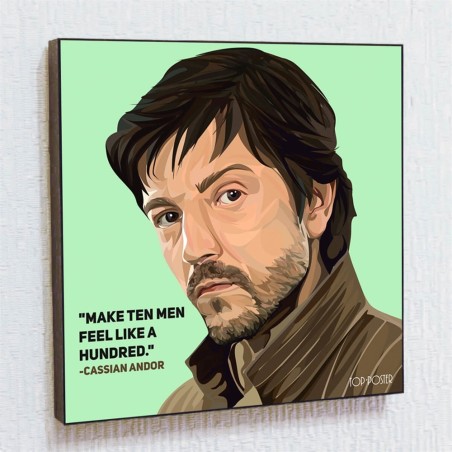 "MAKE TEN MEN
FEEL LIKE A
HUNDRED."
-CASSIAN ANDOR
TOP-POSTER